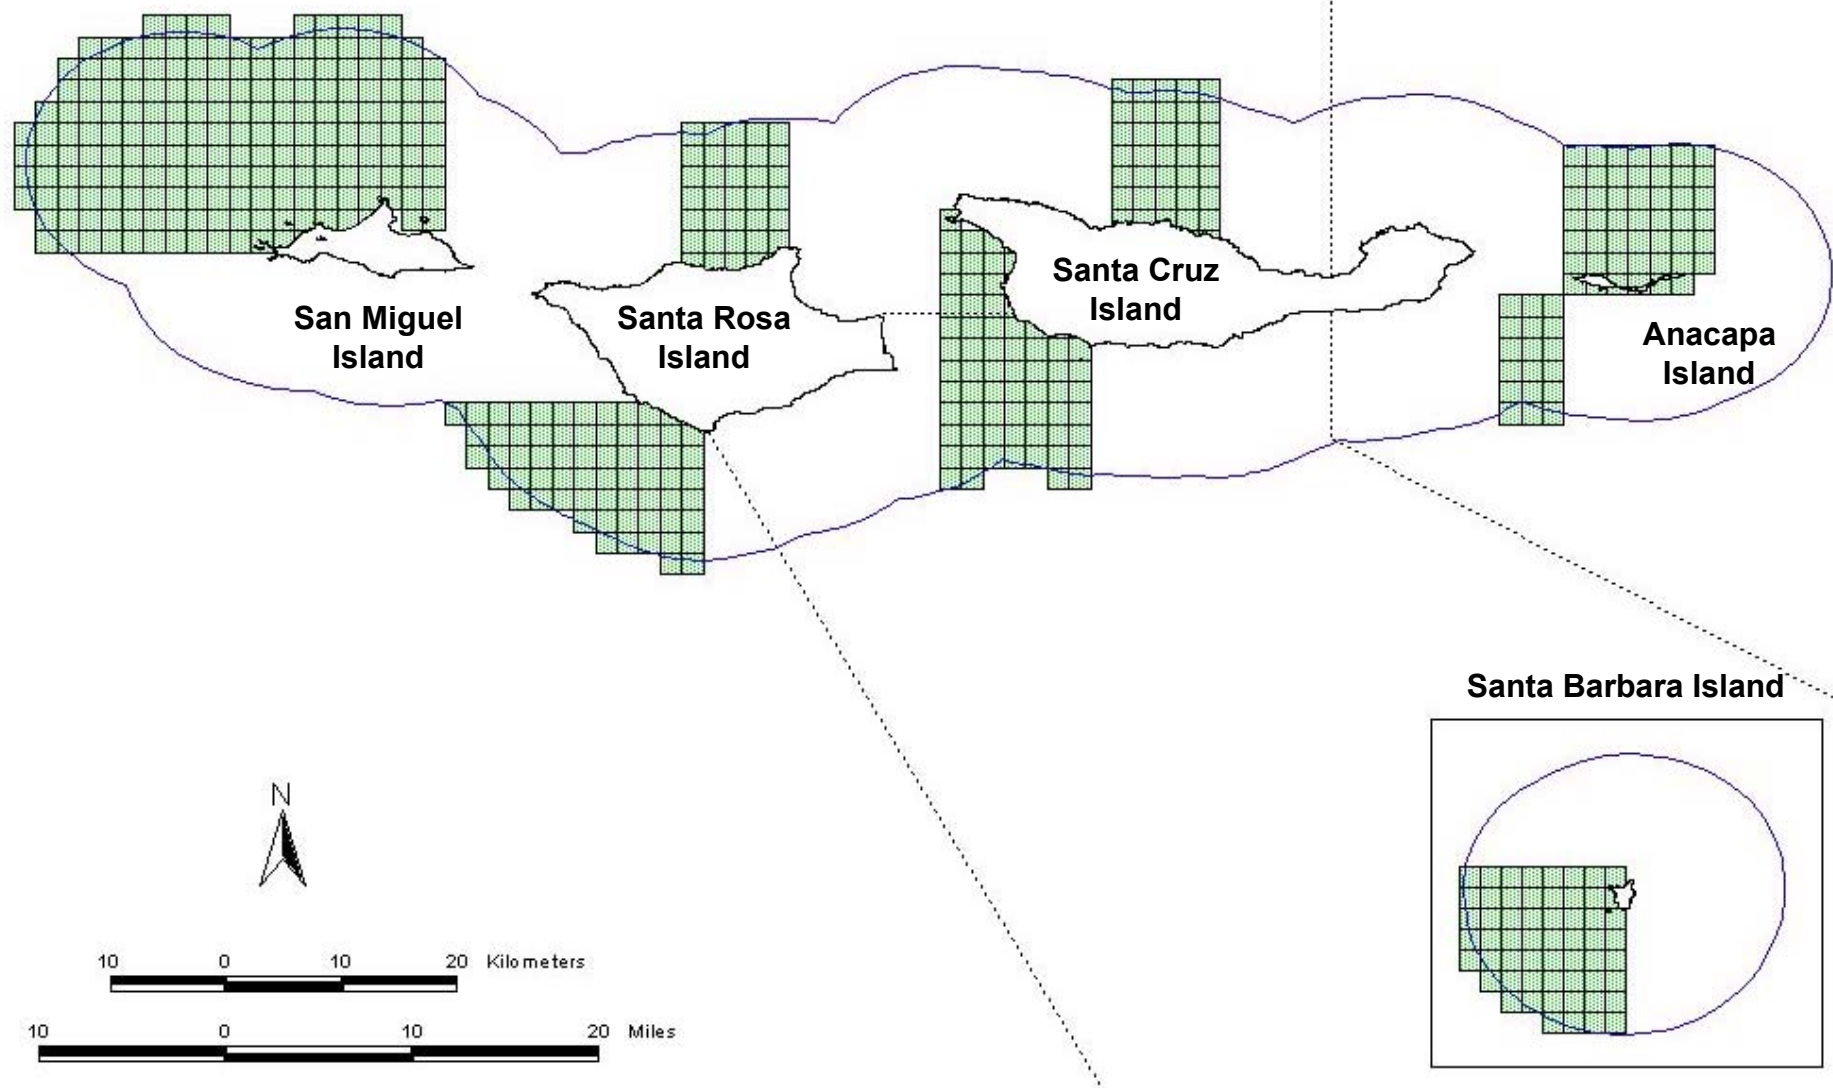 San Miguel
Island
Santa Rosa
Island
Santa Cruz
Island
Anacapa
Island
Santa Barbara Island
N
10 0 10 20 Kilometers
10 0 10 20 Miles